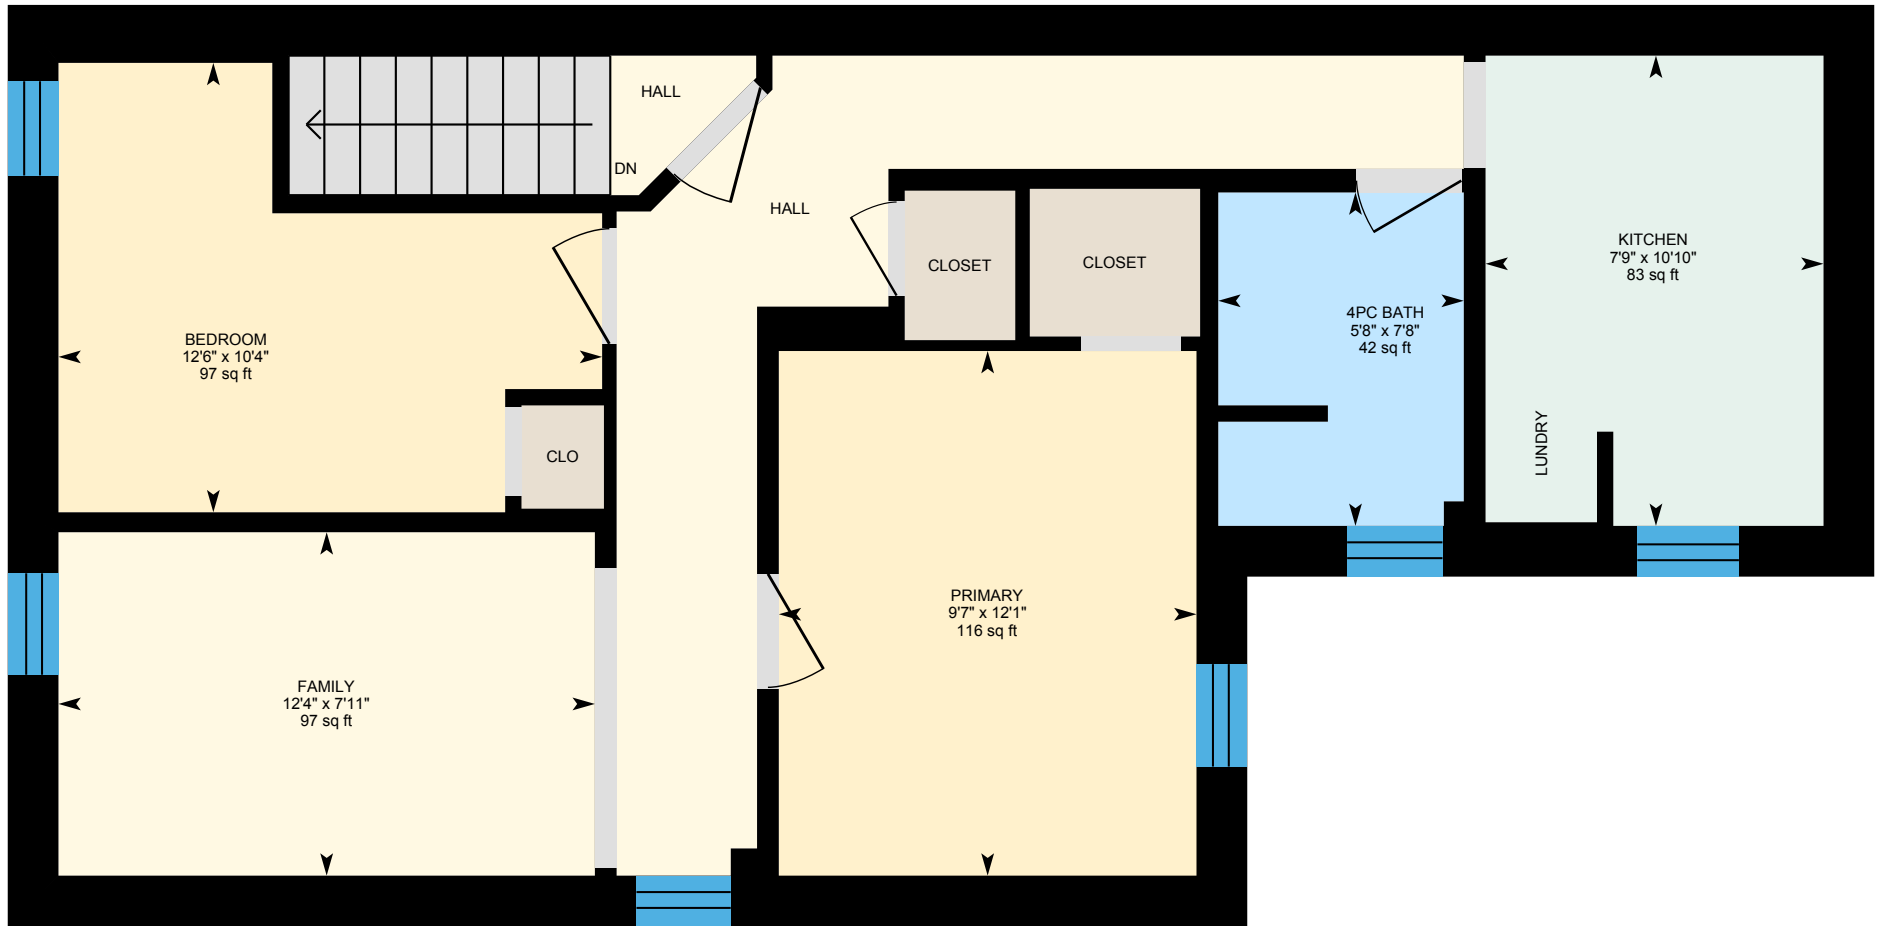 HALL
DN
HALL
CLOSET
CLOSET
KITCHEN
7'9" x 10'10"
83 sq ft
4PC BATH
5'8" x 7'8"
42 sq ft
BEDROOM
12'6" x 10'4"
97 sq ft
CLO
LUNDRY
PRIMARY
9'7" x 12'1"
116 sq ft
FAMILY
12'4" x 7'11"
97 sq ft